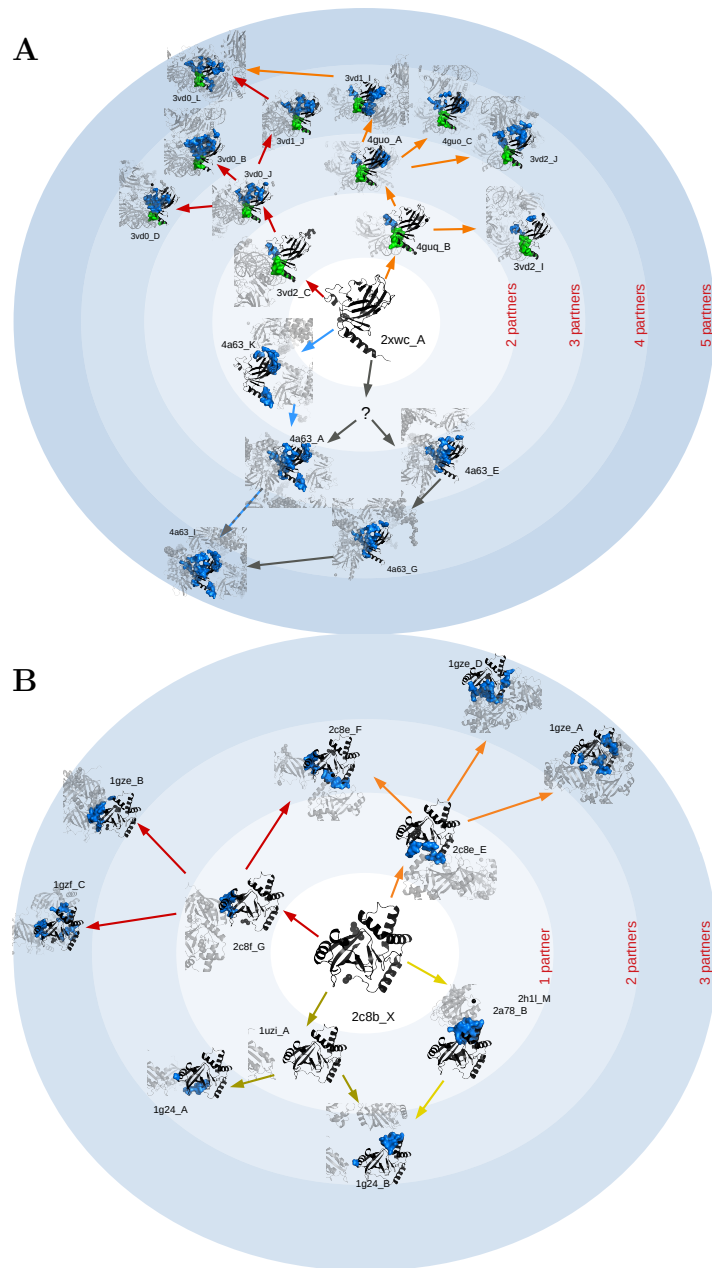 A
3vd0_L
3vd1_I
3vd1_J
4guo_A
4guo_C
3vd2_J
3vd0_B
3vd0_J
3vd0_D
4guq_B
3vd2_I
3vd2_C
2xwc_A
4a63_K
2 partners
3 partners
4 partners
5 partners
?
4a63_A
4a63_E
4a63_I
4a63_G
B
1gze_D
1gze_A
2c8e_F
1gze_B
2c8e_E
1gzf_C
2c8f_G
1 partner
2 partners
3 partners
2h1l_M
2a78_B
2c8b_X
1uzi_A
1g24_A
1g24_B